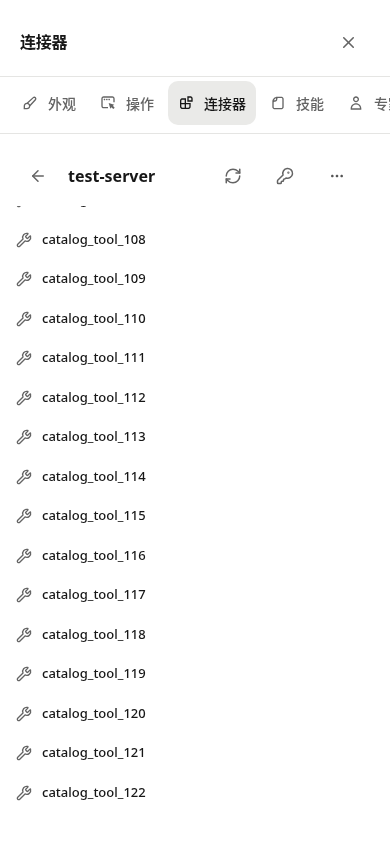 连接器
外观 操作 连接器 技能
test-server
catalog_tool_108
catalog_tool_109
catalog_tool_110
catalog_tool_111
catalog_tool_112
catalog_tool_113
catalog_tool_114
catalog_tool_115
catalog_tool_116
catalog_tool_117
catalog_tool_118
catalog_tool_119
catalog_tool_120
catalog_tool_121
catalog_tool_122